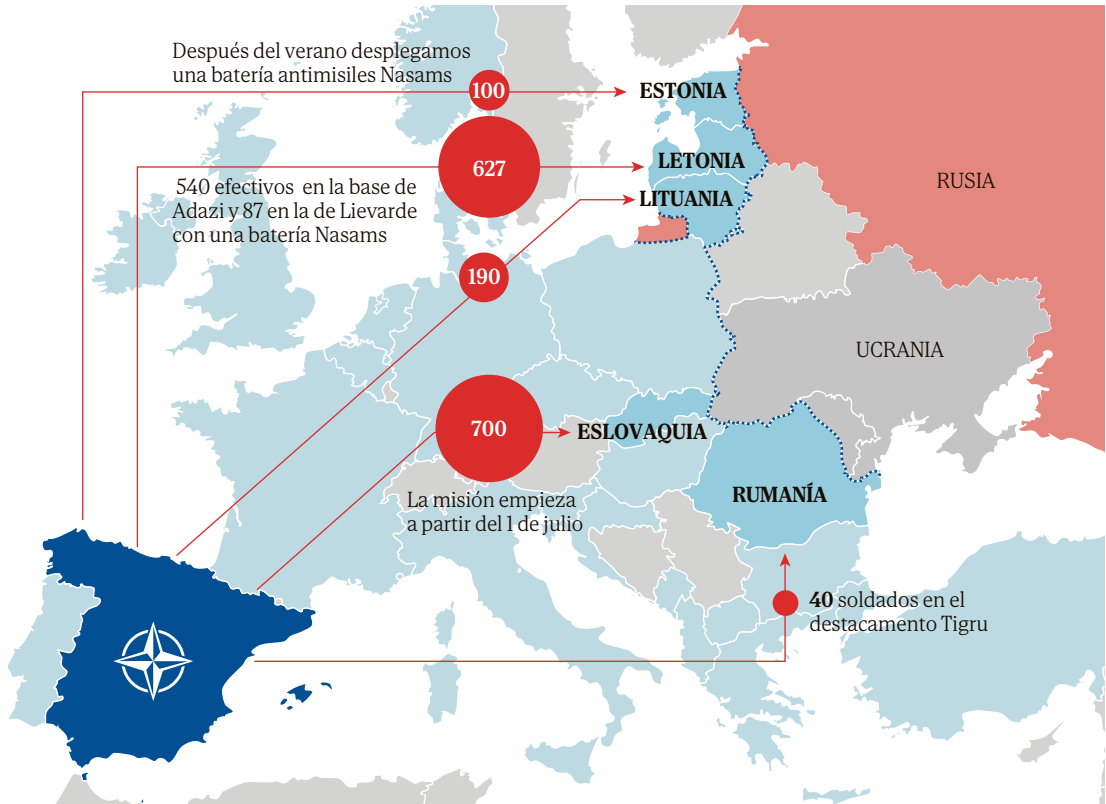 Después del verano desplegamos
una batería antimisiles Nasams
100
ESTONIA
627
LETONIA
540 efectivos en la base de
Adazi y 87 en la de Lievarde
con una batería Nasams
LITUANIA
RUSIA
190
UCRANIA
700
ESLOVAQUIA
La misión empieza
a partir del 1 de julio
RUMANÍA
40 soldados en el
destacamento Tigru